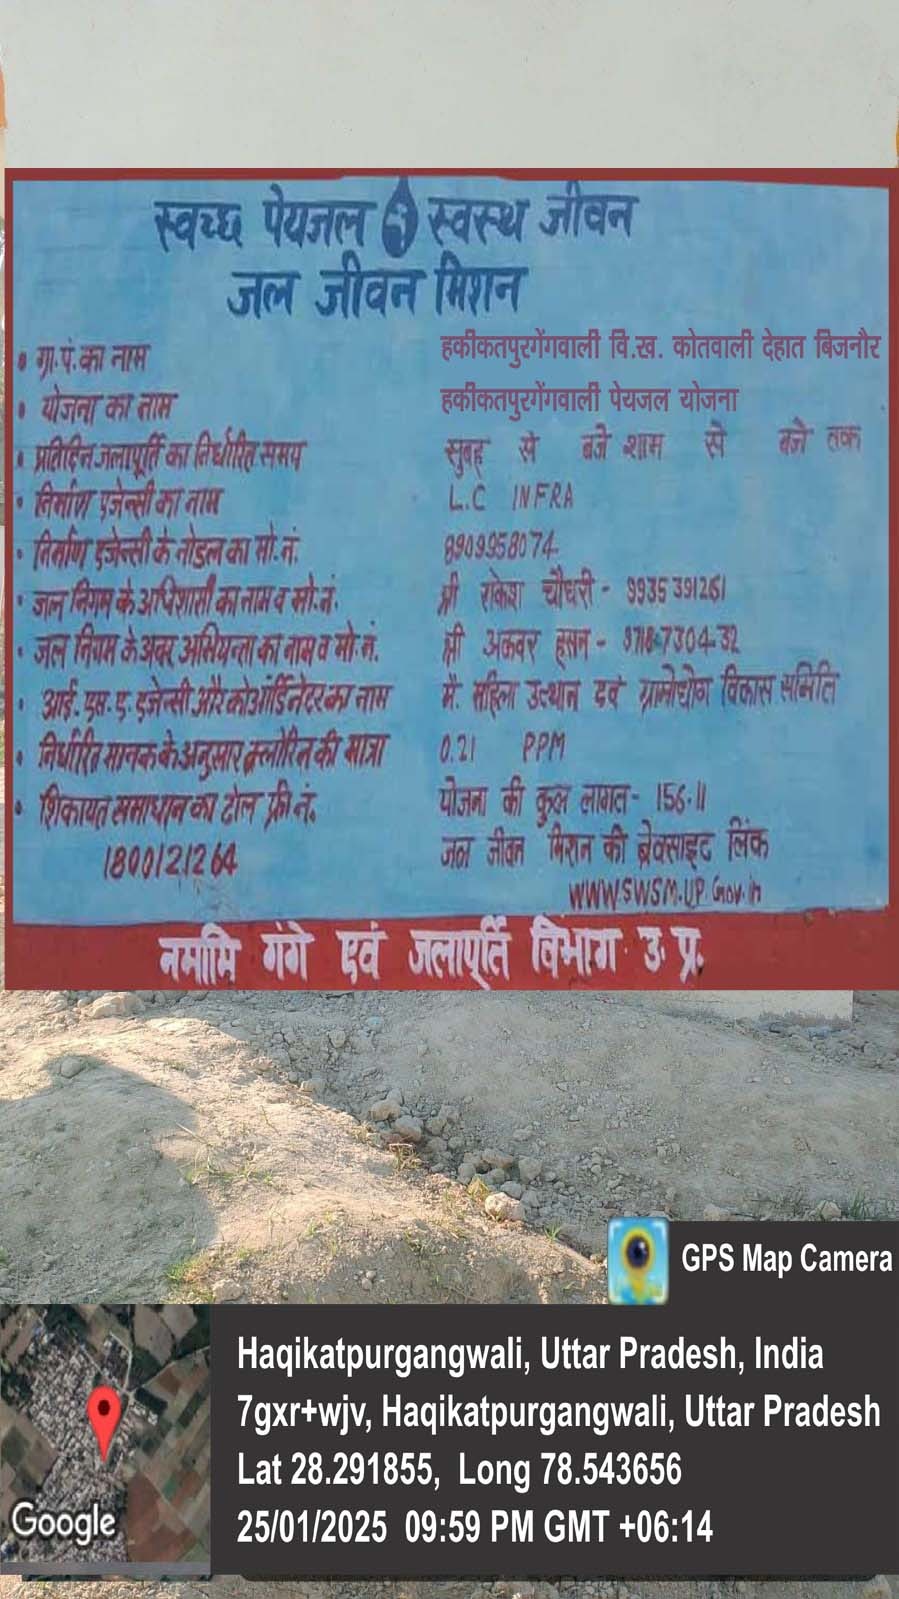 स्वच्छ पेयजल स्वस्थ जीवन
जल जीवन मिशन
• ग्रा.पं. का नाम हकीकतपुरगेंगवाली वि.ख. कोतवाली देहात बिजनौर
• योजना का नाम हकीकतपुरगेंगवाली पेयजल योजना
• प्रतिदिन जलापूर्ति का निर्धारित समय सुबह से बजे शाम से बजे तक
• निर्माण एजेन्सी का नाम L.C INFRA
• निर्माण एजेन्सी के नोडल का मो.नं. 8909958074
• जल निगम के अधिशासी का नाम व मो.नं. श्री राकेश चौधरी - 9935391261
• जल निगम के अवर अभियन्ता का नाम व मो.नं. श्री अकबर हसन -
• आई.एस.ए. एजेन्सी और कोऑर्डिनेटर का नाम मै. महिला उत्थान एवं ग्रामोद्योग विकास समिति
• निर्धारित मानक के अनुसार क्लोरिन की मात्रा 0.21 PPM
• शिकायत समाधान का टोल फ्री नं. योजना की कुल लागत - 156.11
1800121264 जल जीवन मिशन की बेवसाइट लिंक
WWW.SWSM.UP.Gov.in
नमामि गंगे एवं जलापूर्ति विभाग उ.प्र.
GPS Map Camera
Haqikatpurgangwali, Uttar Pradesh, India
7gxr+wjv, Haqikatpurgangwali, Uttar Pradesh
Lat 28.291855, Long 78.543656
25/01/2025 09:59 PM GMT +06:14
Google